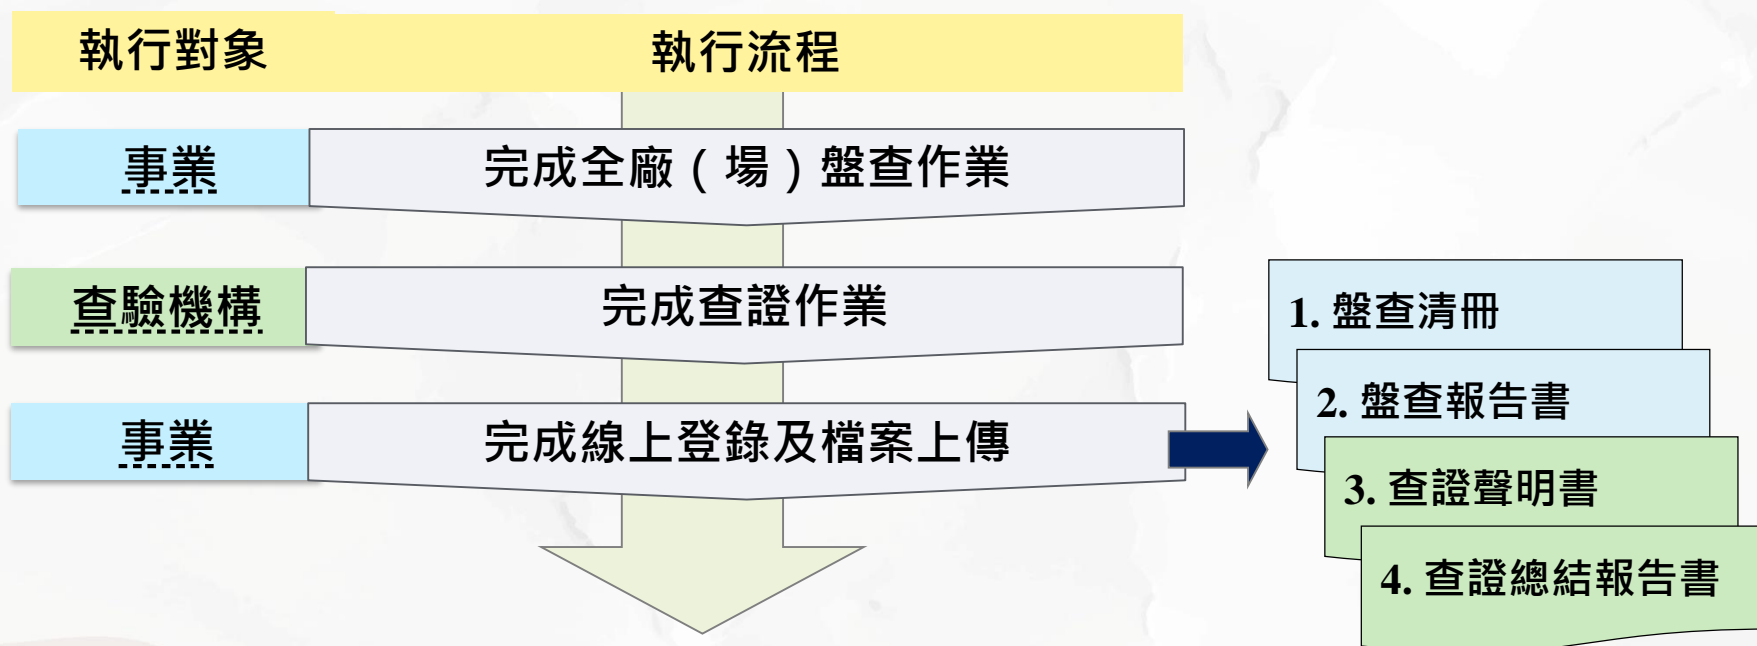 執行對象
執行流程
事業
完成全廠（場）盤查作業
查驗機構
完成查證作業
事業
完成線上登錄及檔案上傳
1. 盤查清冊
2. 盤查報告書
3. 查證聲明書
4. 查證總結報告書